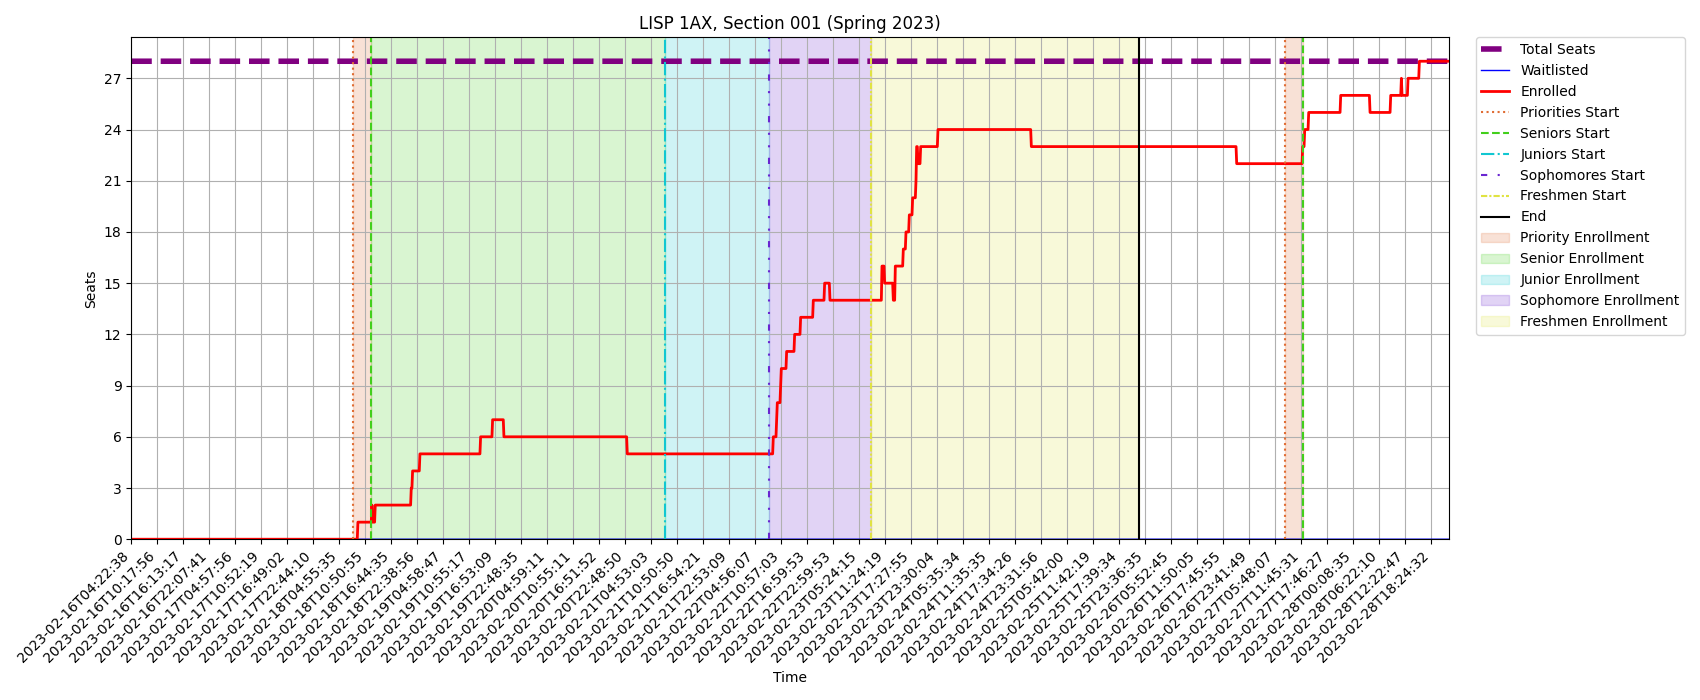 LISP 1AX, Section 001 (Spring 2023)
Seats
27
24
21
18
15
12
9
6
3
0
2023-02-16T04:22:38
2023-02-16T10:17:56
2023-02-16T16:13:17
2023-02-16T22:07:41
2023-02-17T04:57:56
2023-02-17T10:52:19
2023-02-17T16:49:02
2023-02-17T22:44:10
2023-02-18T04:55:35
2023-02-18T10:50:55
2023-02-18T16:44:35
2023-02-18T22:38:56
2023-02-19T04:58:47
2023-02-19T10:55:17
2023-02-19T16:53:09
2023-02-19T22:48:35
2023-02-20T04:59:11
2023-02-20T10:55:11
2023-02-20T16:51:52
2023-02-20T22:48:50
2023-02-21T04:53:03
2023-02-21T10:50:50
2023-02-21T16:54:21
2023-02-21T22:53:09
2023-02-22T04:56:07
2023-02-22T10:57:03
2023-02-22T16:59:53
2023-02-22T22:59:53
2023-02-23T05:24:15
2023-02-23T11:24:19
2023-02-23T17:27:55
2023-02-23T23:30:04
2023-02-24T05:35:34
2023-02-24T11:35:35
2023-02-24T17:34:26
2023-02-24T23:31:56
2023-02-25T05:42:00
2023-02-25T11:42:19
2023-02-25T17:39:34
2023-02-25T23:36:35
2023-02-26T05:52:45
2023-02-26T11:50:05
2023-02-26T17:45:55
2023-02-26T23:41:49
2023-02-27T05:48:07
2023-02-27T11:45:31
2023-02-27T17:46:27
2023-02-28T00:08:35
2023-02-28T06:22:10
2023-02-28T12:22:47
2023-02-28T18:24:32
Time
Total Seats
Waitlisted
Enrolled
Priorities Start
Seniors Start
Juniors Start
Sophomores Start
Freshmen Start
End
Priority Enrollment
Senior Enrollment
Junior Enrollment
Sophomore Enrollment
Freshmen Enrollment